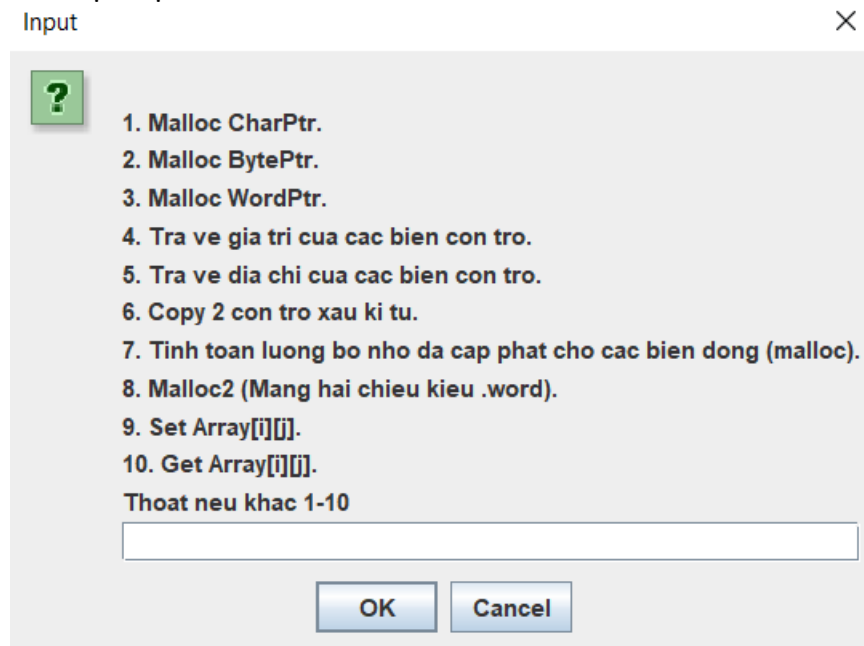 Input
1. Malloc CharPtr.
2. Malloc BytePtr.
3. Malloc WordPtr.
4. Tra ve gia tri cua cac bien con tro.
5. Tra ve dia chi cua cac bien con tro.
6. Copy 2 con tro xau ki tu.
7. Tinh toan luong bo nho da cap phat cho cac bien dong (malloc).
8. Malloc2 (Mang hai chieu kieu .word).
9. Set Array[i][j].
10. Get Array[i][j].
Thoat neu khac 1-10
OK Cancel